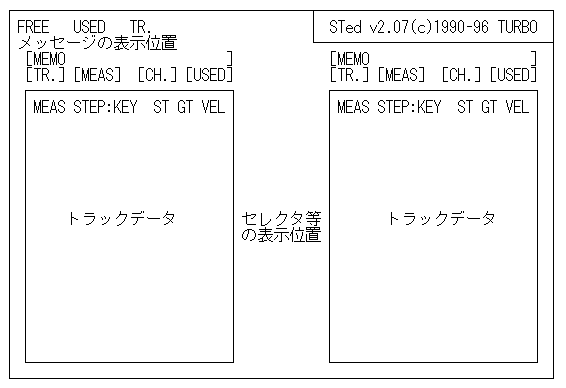 FREE USED TR.
STed v2.07(c)1990-96 TURBO
メッセージの表示位置
[MEMO ]
[TR.] [MEAS] [CH.] [USED]
MEAS STEP:KEY ST GT VEL
トラックデータ
セレクタ等
の表示位置
[MEMO ]
[TR.] [MEAS] [CH.] [USED]
MEAS STEP:KEY ST GT VEL
トラックデータ